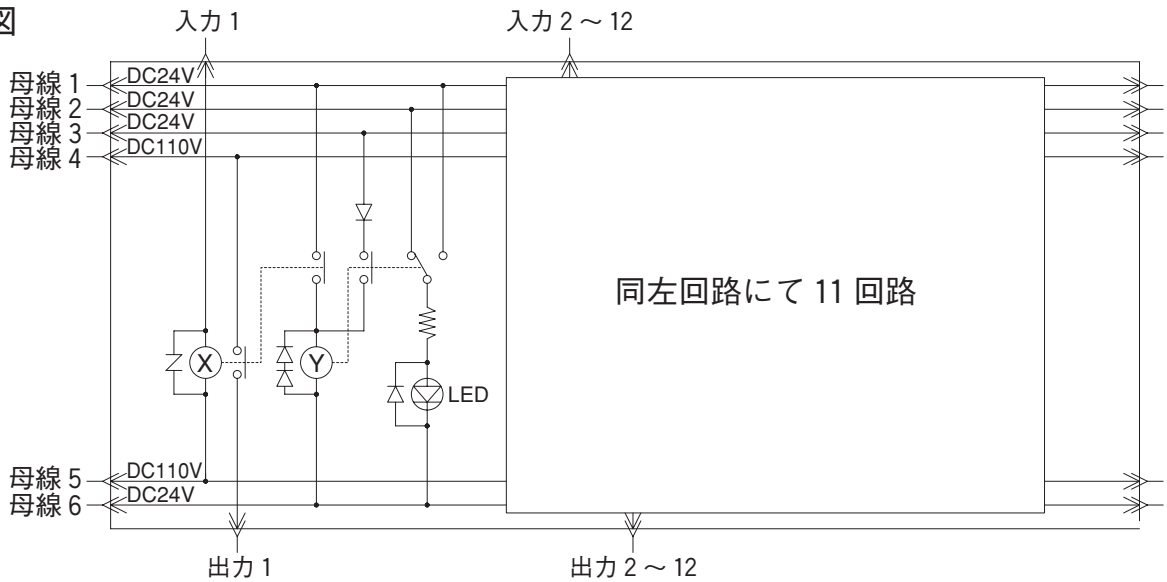 図
入力 1
入力 2 ～ 12
母線 1
DC24V
母線 2
DC24V
母線 3
DC24V
母線 4
DC110V
同左回路にて 11 回路
X
Y
LED
母線 5
DC110V
母線 6
DC24V
出力 1
出力 2 ～ 12